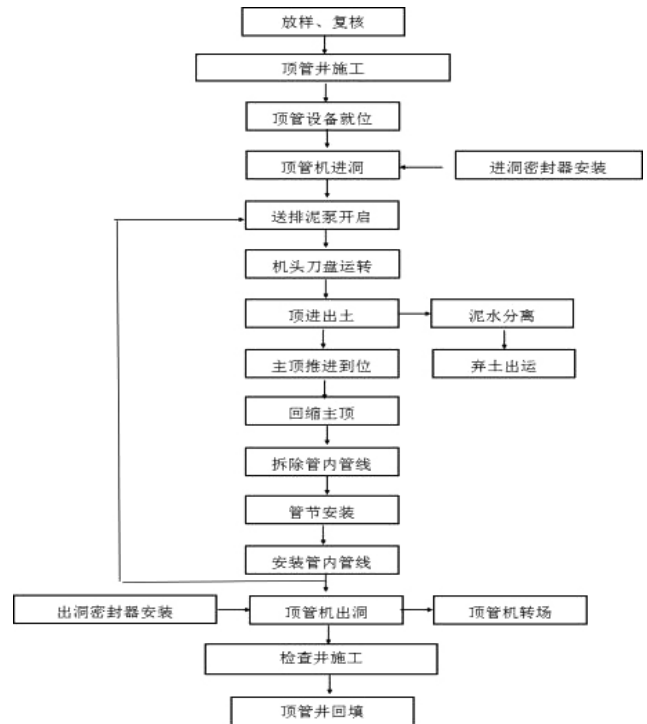 放样、复核
顶管井施工
顶管设备就位
顶管机进洞
进洞密封器安装
送排泥泵开启
机头刀盘运转
顶进出土
泥水分离
主顶推进到位
弃土出运
回缩主顶
拆除管内管线
管节安装
安装管内管线
出洞密封器安装
顶管机出洞
顶管机转场
检查井施工
顶管井回填